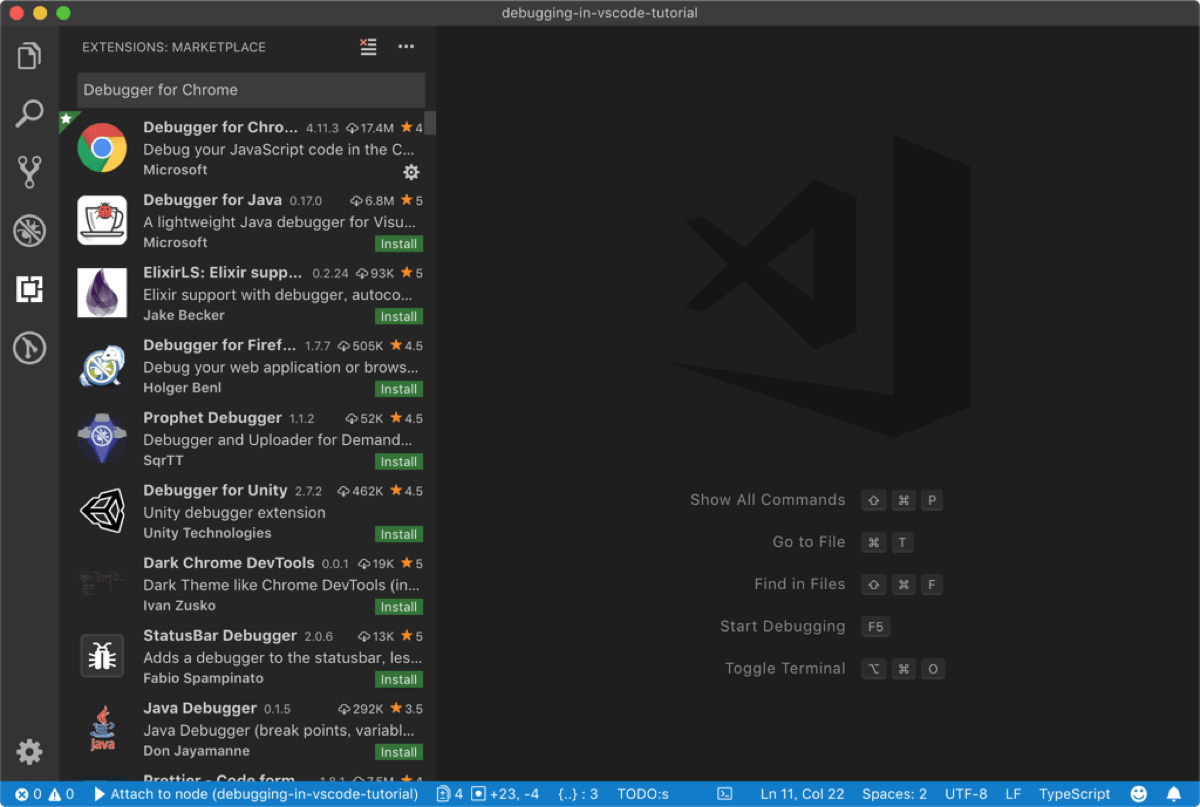 debugging-in-vscode-tutorial
EXTENSIONS: MARKETPLACE
Debugger for Chrome
Debugger for Chro... 4.11.3 17.4M 4
Debug your JavaScript code in the C...
Microsoft
Debugger for Java 0.17.0 6.8M 5
A lightweight Java debugger for Visu...
Microsoft Install
ElixirLS: Elixir supp... 0.2.24 93K 5
Elixir support with debugger, autoco...
Jake Becker Install
Debugger for Firef... 1.7.7 505K 4.5
Debug your web application or brows...
Holger Benl Install
Prophet Debugger 1.1.2 52K 4.5
Debugger and Uploader for Demand...
SqrTT Install
Debugger for Unity 2.7.2 462K 4.5
Unity debugger extension
Unity Technologies Install
Dark Chrome DevTools 0.0.1 19K 5
Dark Theme like Chrome DevTools (in...
Ivan Zusko Install
StatusBar Debugger 2.0.6 13K 5
Adds a debugger to the statusbar, les...
Fabio Spampinato Install
Java Debugger 0.1.5 292K 3.5
Java Debugger (break points, variabl...
Don Jayamanne Install
Java
Prettier - Code form... 1.8.1 7.5M 4
Show All Commands ⇧ ⌘ P
Go to File ⌘ T
Find in Files ⇧ ⌘ F
Start Debugging F5
Toggle Terminal ⌥ ⌘ O
0 0 Attach to node (debugging-in-vscode-tutorial) 4 +23, -4 {..} : 3 TODO:s Ln 11, Col 22 Spaces: 2 UTF-8 LF TypeScript